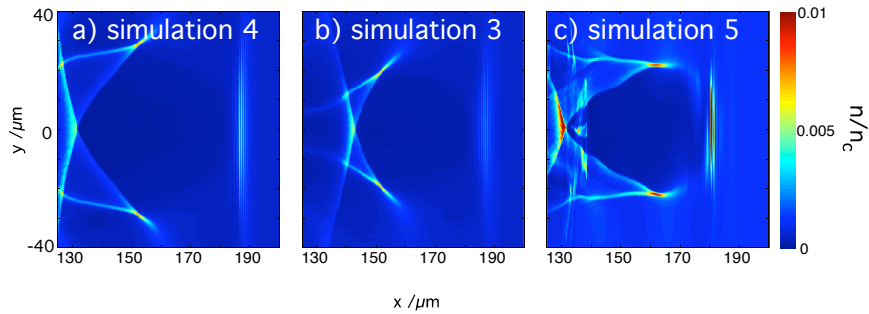 a) simulation 4
b) simulation 3
c) simulation 5
40
0
-40
y /µm
130 150 170 190
130 150 170 190
130 150 170 190
x /µm
0.01
0.005
0
n/nc